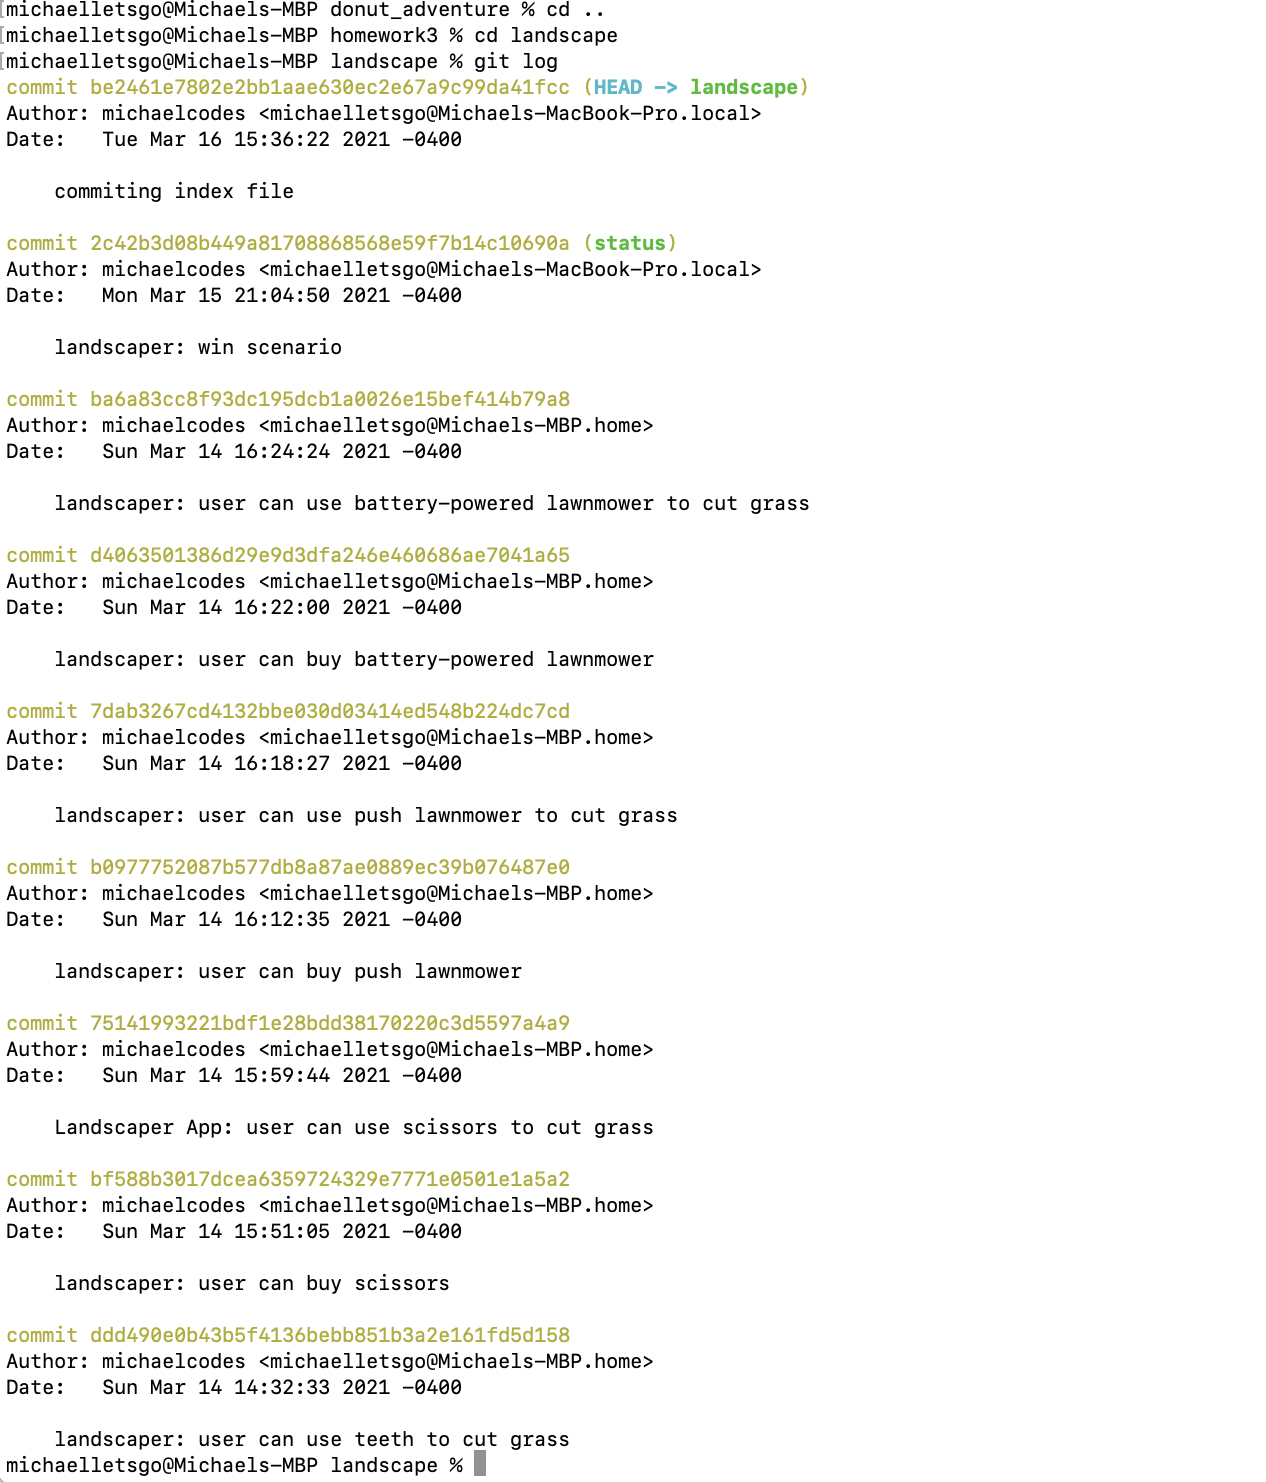 michaelletsgo@Michaels-MBP donut_adventure % cd ..
michaelletsgo@Michaels-MBP homework3 % cd landscape
michaelletsgo@Michaels-MBP landscape % git log
commit be2461e7802e2bb1aae630ec2e67a9c99da41fcc (HEAD -> landscape)
Author: michaelcodes <michaelletsgo@Michaels-MacBook-Pro.local>
Date:   Tue Mar 16 15:36:22 2021 -0400
commiting index file
commit 2c42b3d08b449a81708868568e59f7b14c10690a (status)
Author: michaelcodes <michaelletsgo@Michaels-MacBook-Pro.local>
Date:   Mon Mar 15 21:04:50 2021 -0400
landscaper: win scenario
commit ba6a83cc8f93dc195dcb1a0026e15bef414b79a8
Author: michaelcodes <michaelletsgo@Michaels-MBP.home>
Date:   Sun Mar 14 16:24:24 2021 -0400
landscaper: user can use battery-powered lawnmower to cut grass
commit d4063501386d29e9d3dfa246e460686ae7041a65
Author: michaelcodes <michaelletsgo@Michaels-MBP.home>
Date:   Sun Mar 14 16:22:00 2021 -0400
landscaper: user can buy battery-powered lawnmower
commit 7dab3267cd4132bbe030d03414ed548b224dc7cd
Author: michaelcodes <michaelletsgo@Michaels-MBP.home>
Date:   Sun Mar 14 16:18:27 2021 -0400
landscaper: user can use push lawnmower to cut grass
commit b0977752087b577db8a87ae0889ec39b076487e0
Author: michaelcodes <michaelletsgo@Michaels-MBP.home>
Date:   Sun Mar 14 16:12:35 2021 -0400
landscaper: user can buy push lawnmower
commit 75141993221bdf1e28bdd38170220c3d5597a4a9
Author: michaelcodes <michaelletsgo@Michaels-MBP.home>
Date:   Sun Mar 14 15:59:44 2021 -0400
Landscaper App: user can use scissors to cut grass
commit bf588b3017dcea6359724329e7771e0501e1a5a2
Author: michaelcodes <michaelletsgo@Michaels-MBP.home>
Date:   Sun Mar 14 15:51:05 2021 -0400
landscaper: user can buy scissors
commit ddd490e0b43b5f4136bebb851b3a2e161fd5d158
Author: michaelcodes <michaelletsgo@Michaels-MBP.home>
Date:   Sun Mar 14 14:32:33 2021 -0400
landscaper: user can use teeth to cut grass
michaelletsgo@Michaels-MBP landscape %